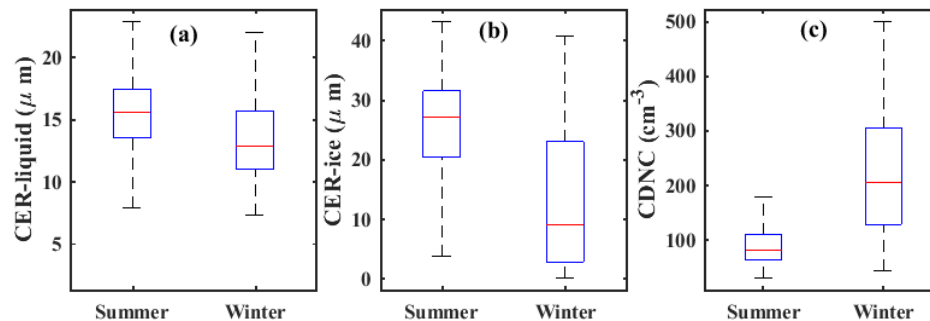 (a)
CER-liquid (μ m)
20
15
10
5
Summer Winter
(b)
CER-ice (μ m)
40
30
20
10
0
Summer Winter
(c)
CDNC (cm⁻³)
500
400
300
200
100
Summer Winter